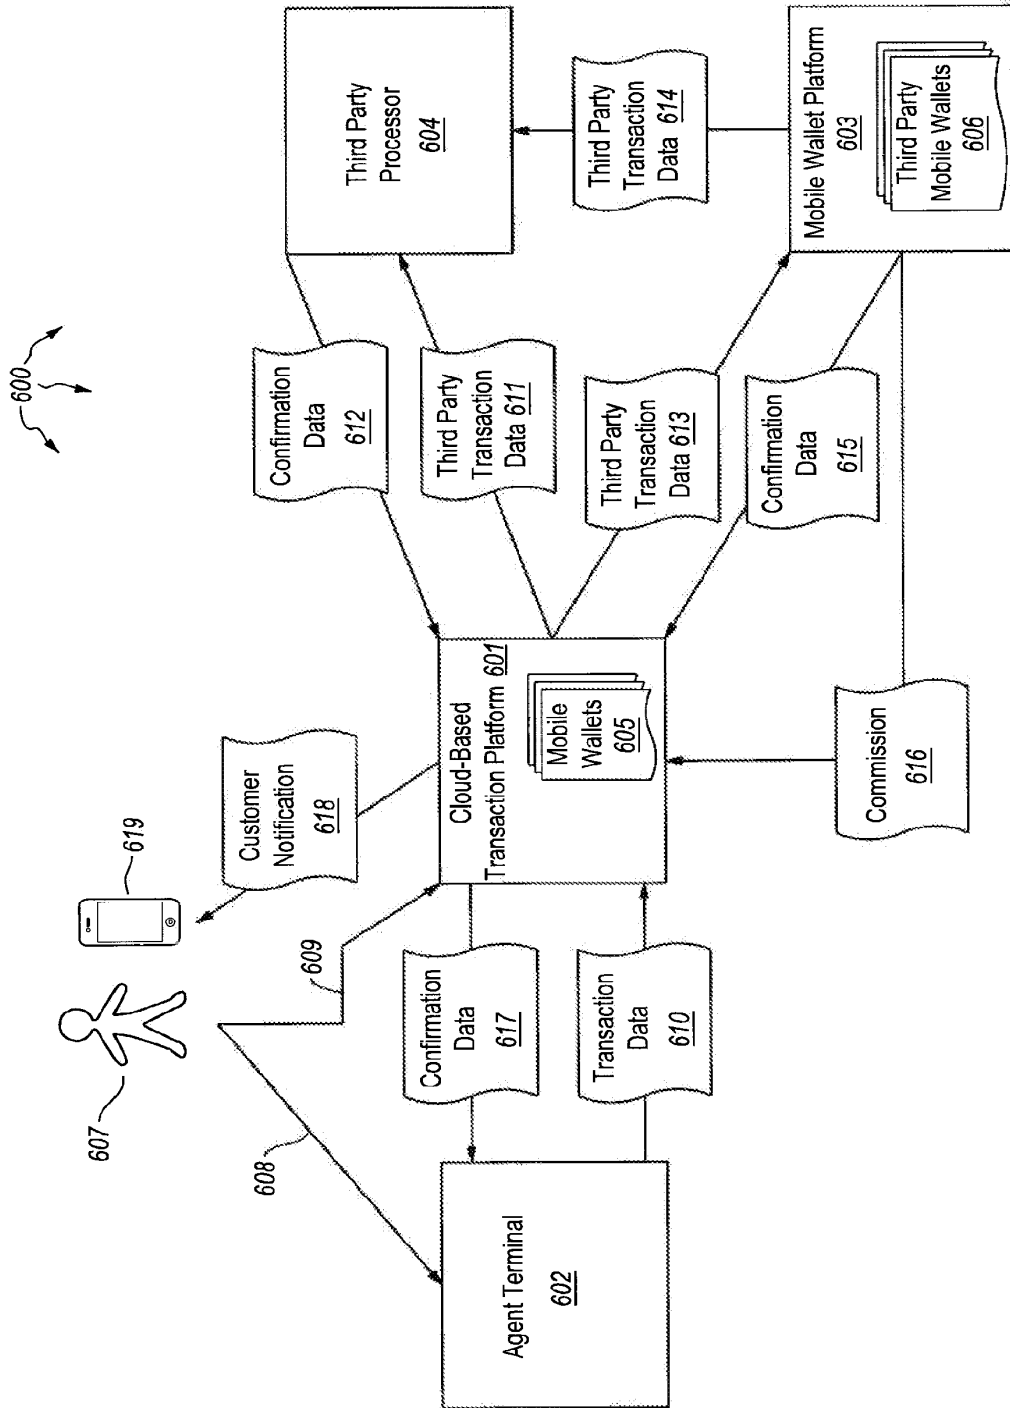 600
607
619
608
609
Customer
Notification
618
Agent Terminal
602
Confirmation
Data
617
Transaction
Data
610
Cloud-Based
Transaction Platform 601
Mobile
Wallets
605
Confirmation
Data
612
Third Party
Transaction
Data 611
Third Party
Transaction
Data 613
Confirmation
Data
615
Commission
616
Third Party
Processor
604
Third Party
Transaction
Data 614
Mobile Wallet Platform
603
Third Party
Mobile Wallets
606